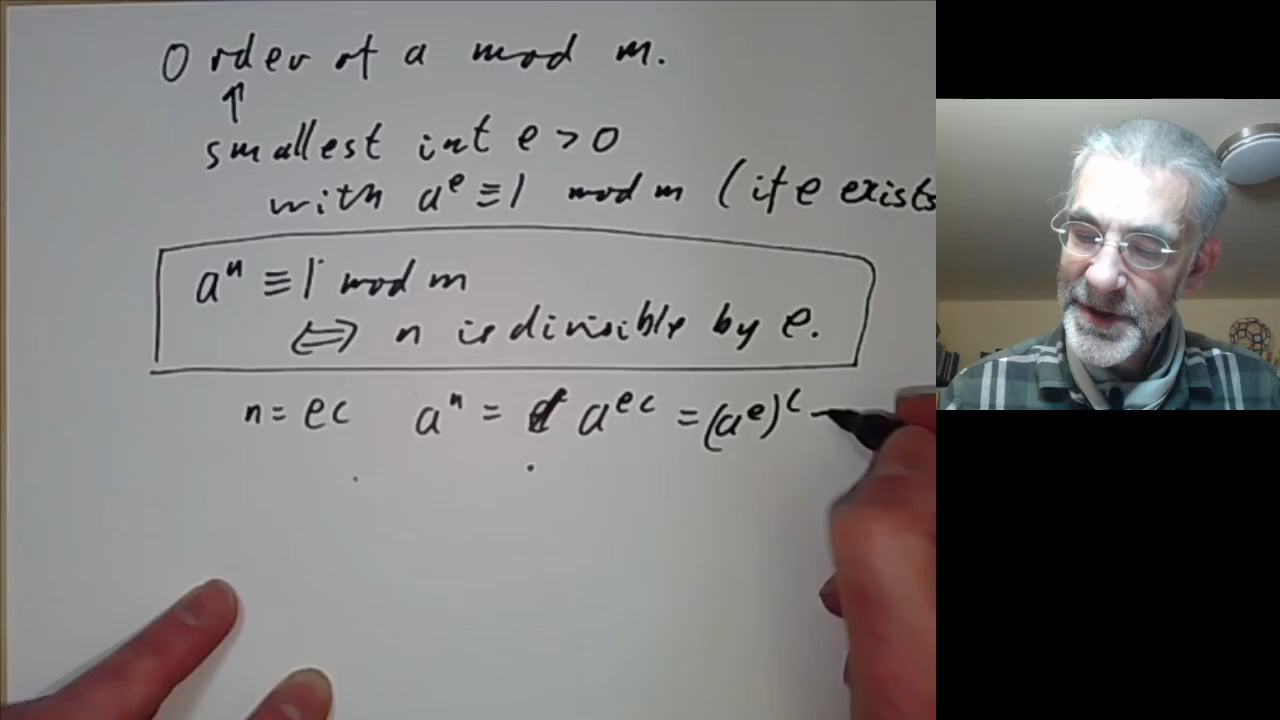 Order of a mod m.
↑
smallest int e > 0
with a^e ≡ 1 mod m (if e exists
a^n ≡ 1 mod m
⟺ n is divisible by e.
n = ec a^n = a^ec = (a^e)^c